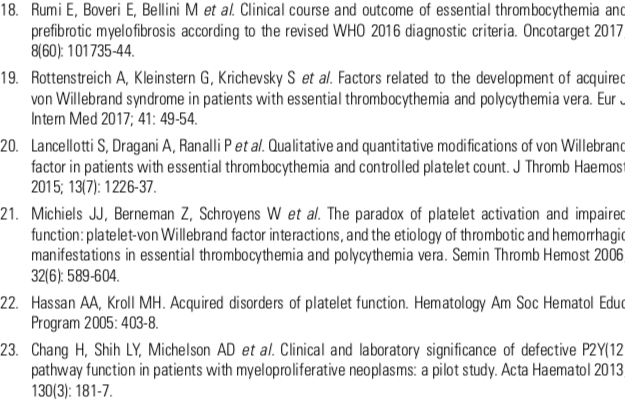 18. Rumi E, Boveri E, Bellini M et al. Clinical course and outcome of essential thrombocythemia and
prefibrotic myelofibrosis according to the revised WHO 2016 diagnostic criteria. Oncotarget 2017
8(60): 101735-44.
19. Rottenstreich A, Kleinstern G, Krichevsky S et al. Factors related to the development of acquired
von Willebrand syndrome in patients with essential thrombocythemia and polycythemia vera. Eur J
Intern Med 2017; 41: 49-54.
20. Lancellotti S, Dragani A, Ranalli P et al. Qualitative and quantitative modifications of von Willebrand
factor in patients with essential thrombocythemia and controlled platelet count. J Thromb Haemost
2015; 13(7): 1226-37.
21. Michiels JJ, Berneman Z, Schroyens W et al. The paradox of platelet activation and impaired
function: platelet-von Willebrand factor interactions, and the etiology of thrombotic and hemorrhagic
manifestations in essential thrombocythemia and polycythemia vera. Semin Thromb Hemost 2006
32(6): 589-604.
22. Hassan AA, Kroll MH. Acquired disorders of platelet function. Hematology Am Soc Hematol Educ
Program 2005: 403-8.
23. Chang H, Shih LY, Michelson AD et al. Clinical and laboratory significance of defective P2Y(12
pathway function in patients with myeloproliferative neoplasms: a pilot study. Acta Haematol 2013
130(3): 181-7.